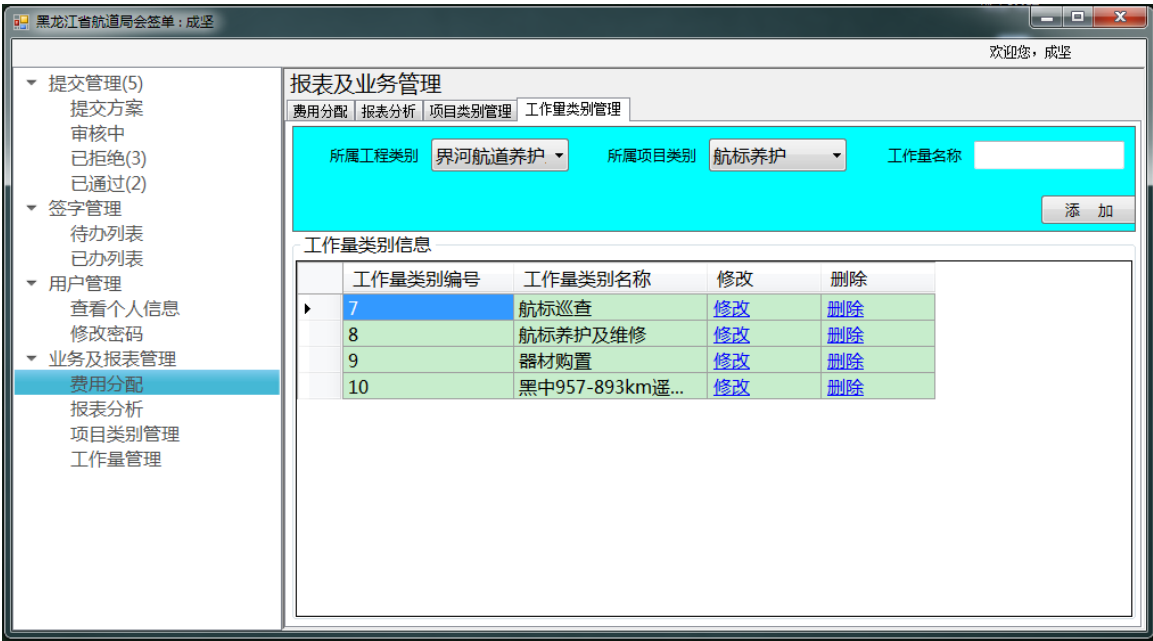 黑龙江省航道局会签单 : 成坚
欢迎您，成坚
提交管理(5)
提交方案
审核中
已拒绝(3)
已通过(2)
签字管理
待办列表
已办列表
用户管理
查看个人信息
修改密码
业务及报表管理
费用分配
报表分析
项目类别管理
工作量管理
报表及业务管理
费用分配 报表分析 项目类别管理 工作量类别管理
所属工程类别 界河航道养护 所属项目类别 航标养护 工作量名称
添 加
工作量类别信息
工作量类别编号 工作量类别名称 修改 删除
7 航标巡查 修改 删除
8 航标养护及维修 修改 删除
9 器材购置 修改 删除
10 黑中957-893km遥... 修改 删除